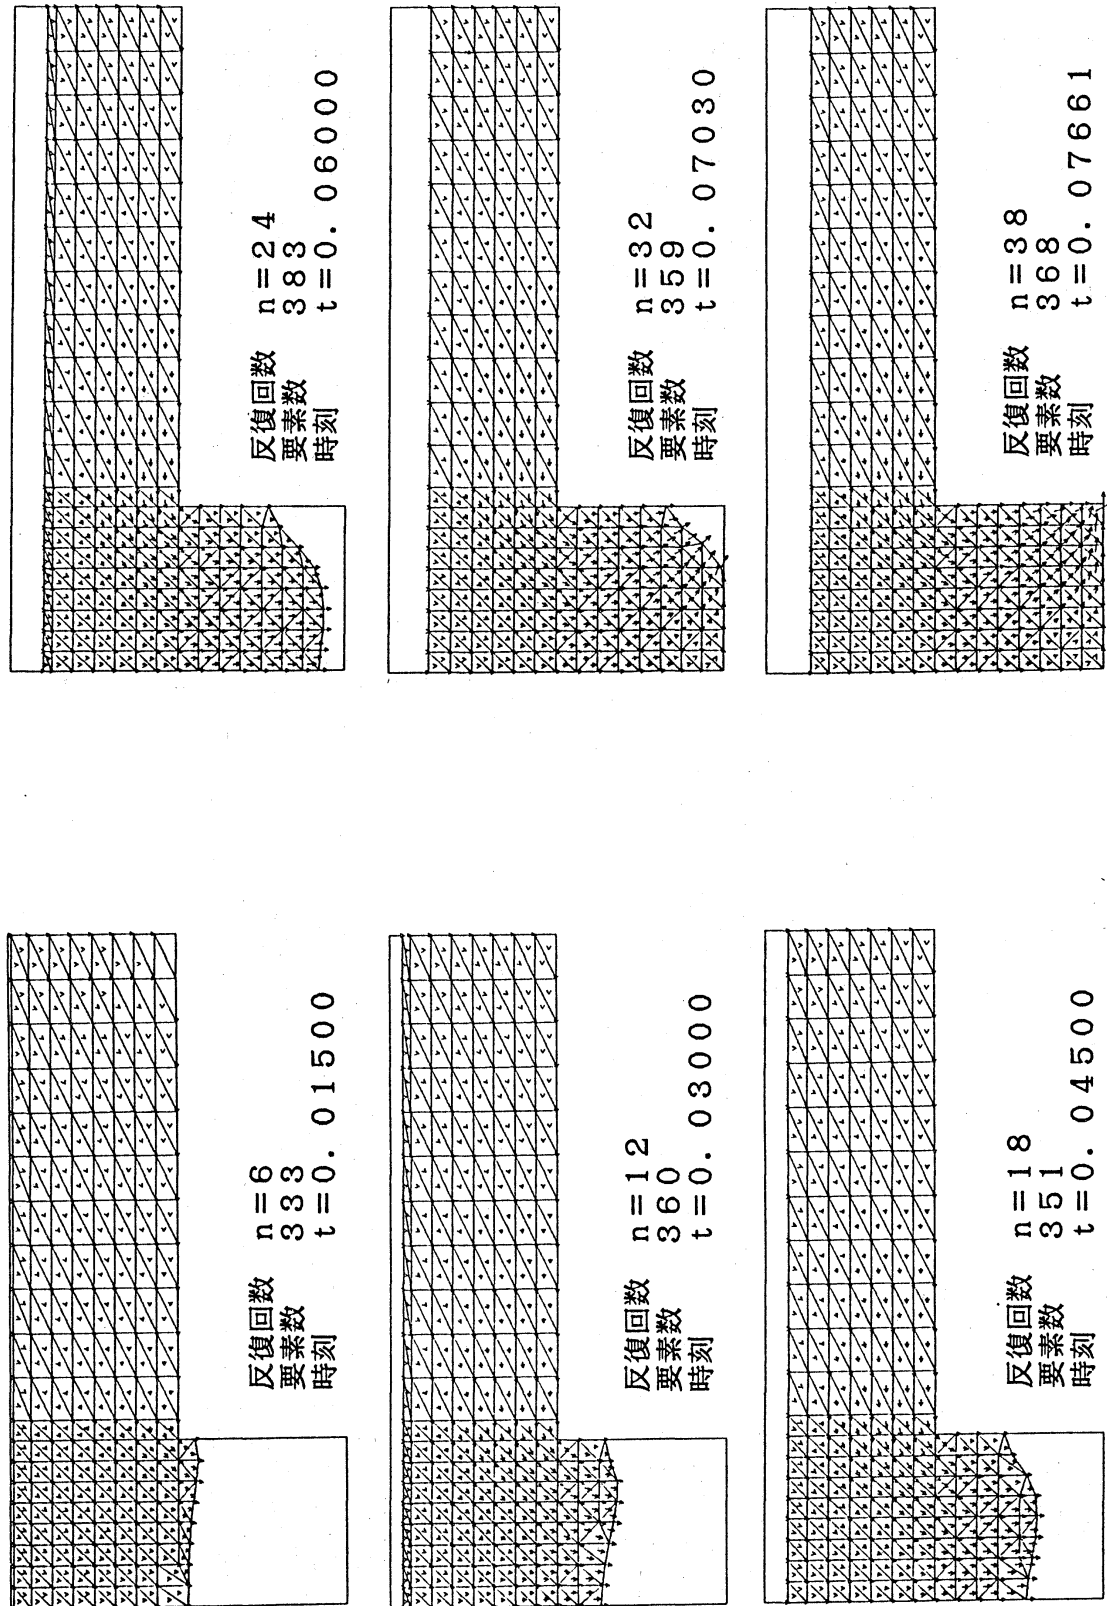 反復回数 n=6
要素数 333
時刻 t=0.01500
反復回数 n=12
要素数 360
時刻 t=0.03000
反復回数 n=18
要素数 351
時刻 t=0.04500
反復回数 n=24
要素数 383
時刻 t=0.06000
反復回数 n=32
要素数 359
時刻 t=0.07030
反復回数 n=38
要素数 368
時刻 t=0.07661